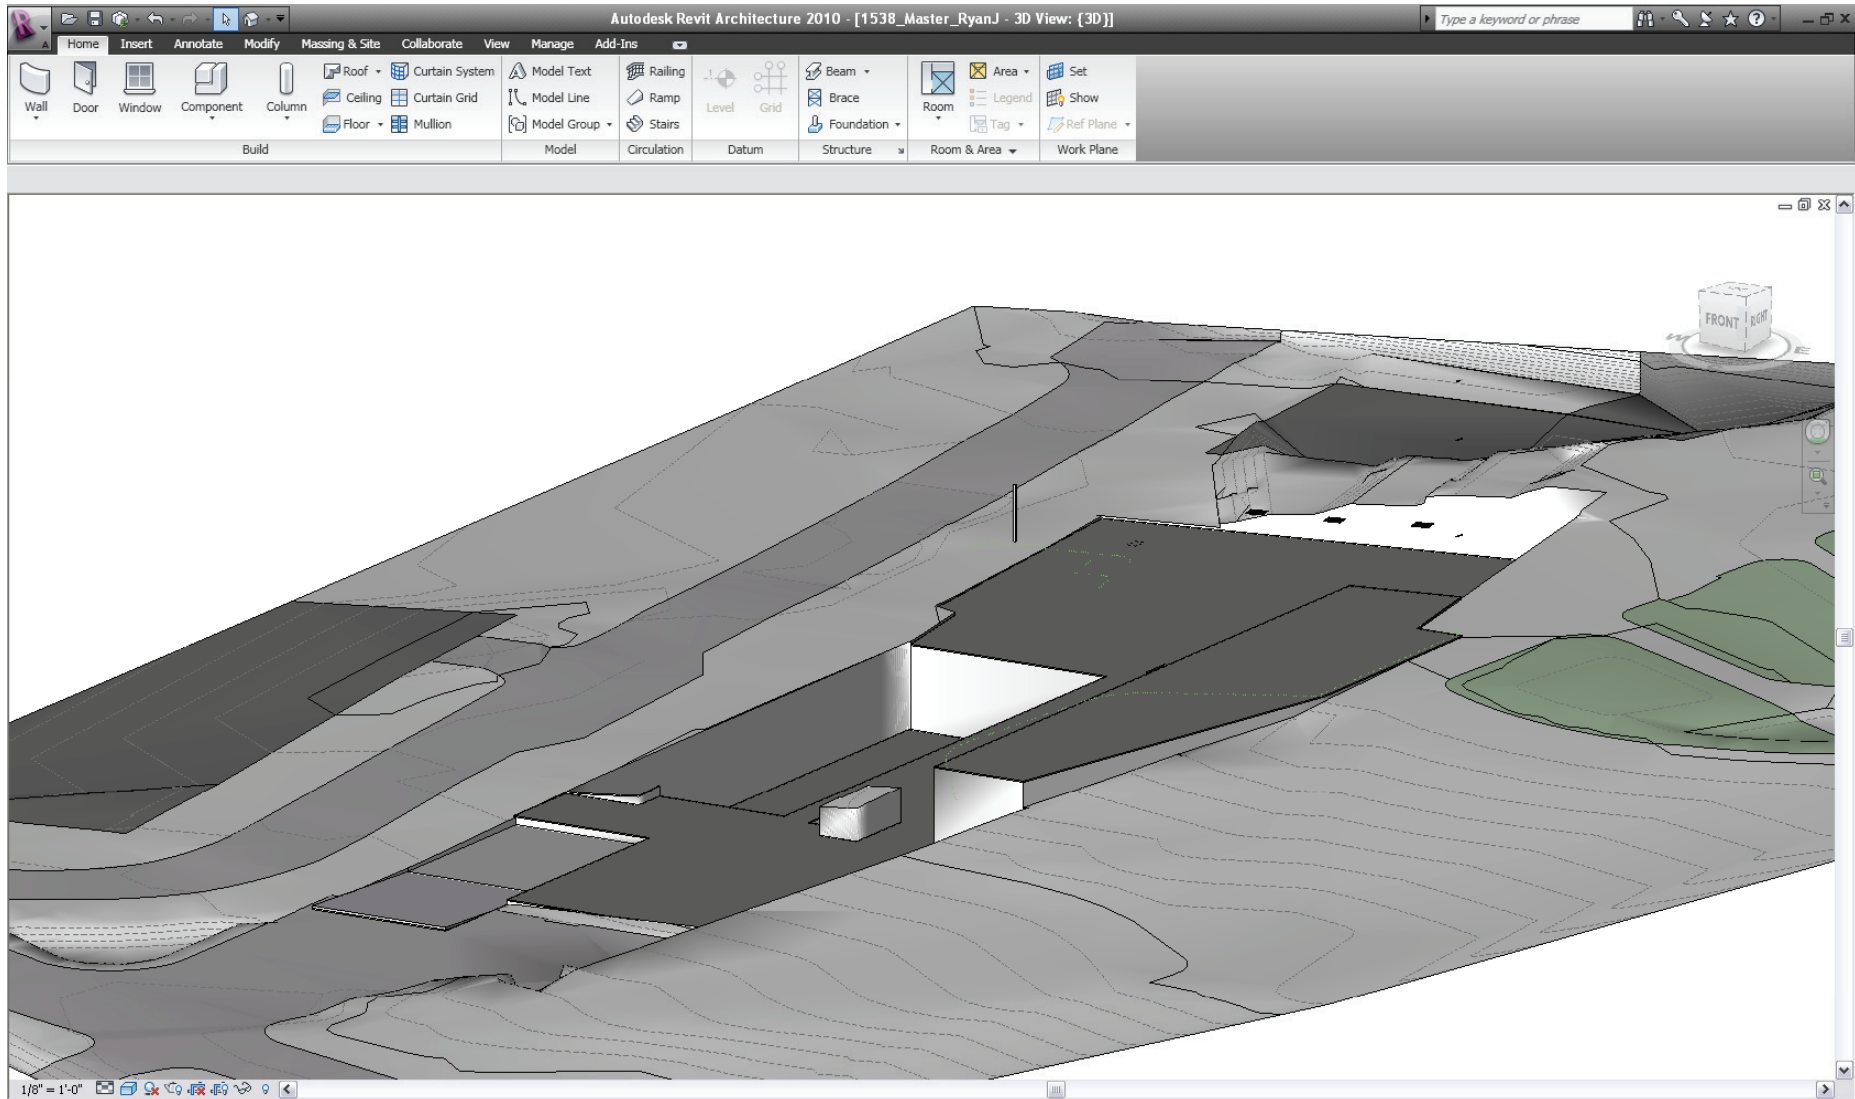 Autodesk Revit Architecture 2010 - [1538_Master_RyanJ - 3D View: {3D}]
Type a keyword or phrase
Home Insert Annotate Modify Massing & Site Collaborate View Manage Add-Ins
Wall Door Window Component Column
Roof Curtain System
Ceiling Curtain Grid
Floor Mullion
Model Text
Model Line
Model Group
Railing
Ramp
Stairs
Level Grid
Beam
Brace
Foundation
Room
Area
Legend
Tag
Set
Show
Ref Plane
Build Model Circulation Datum Structure Room & Area Work Plane
FRONT RIGHT
W E
1/8" = 1'-0"